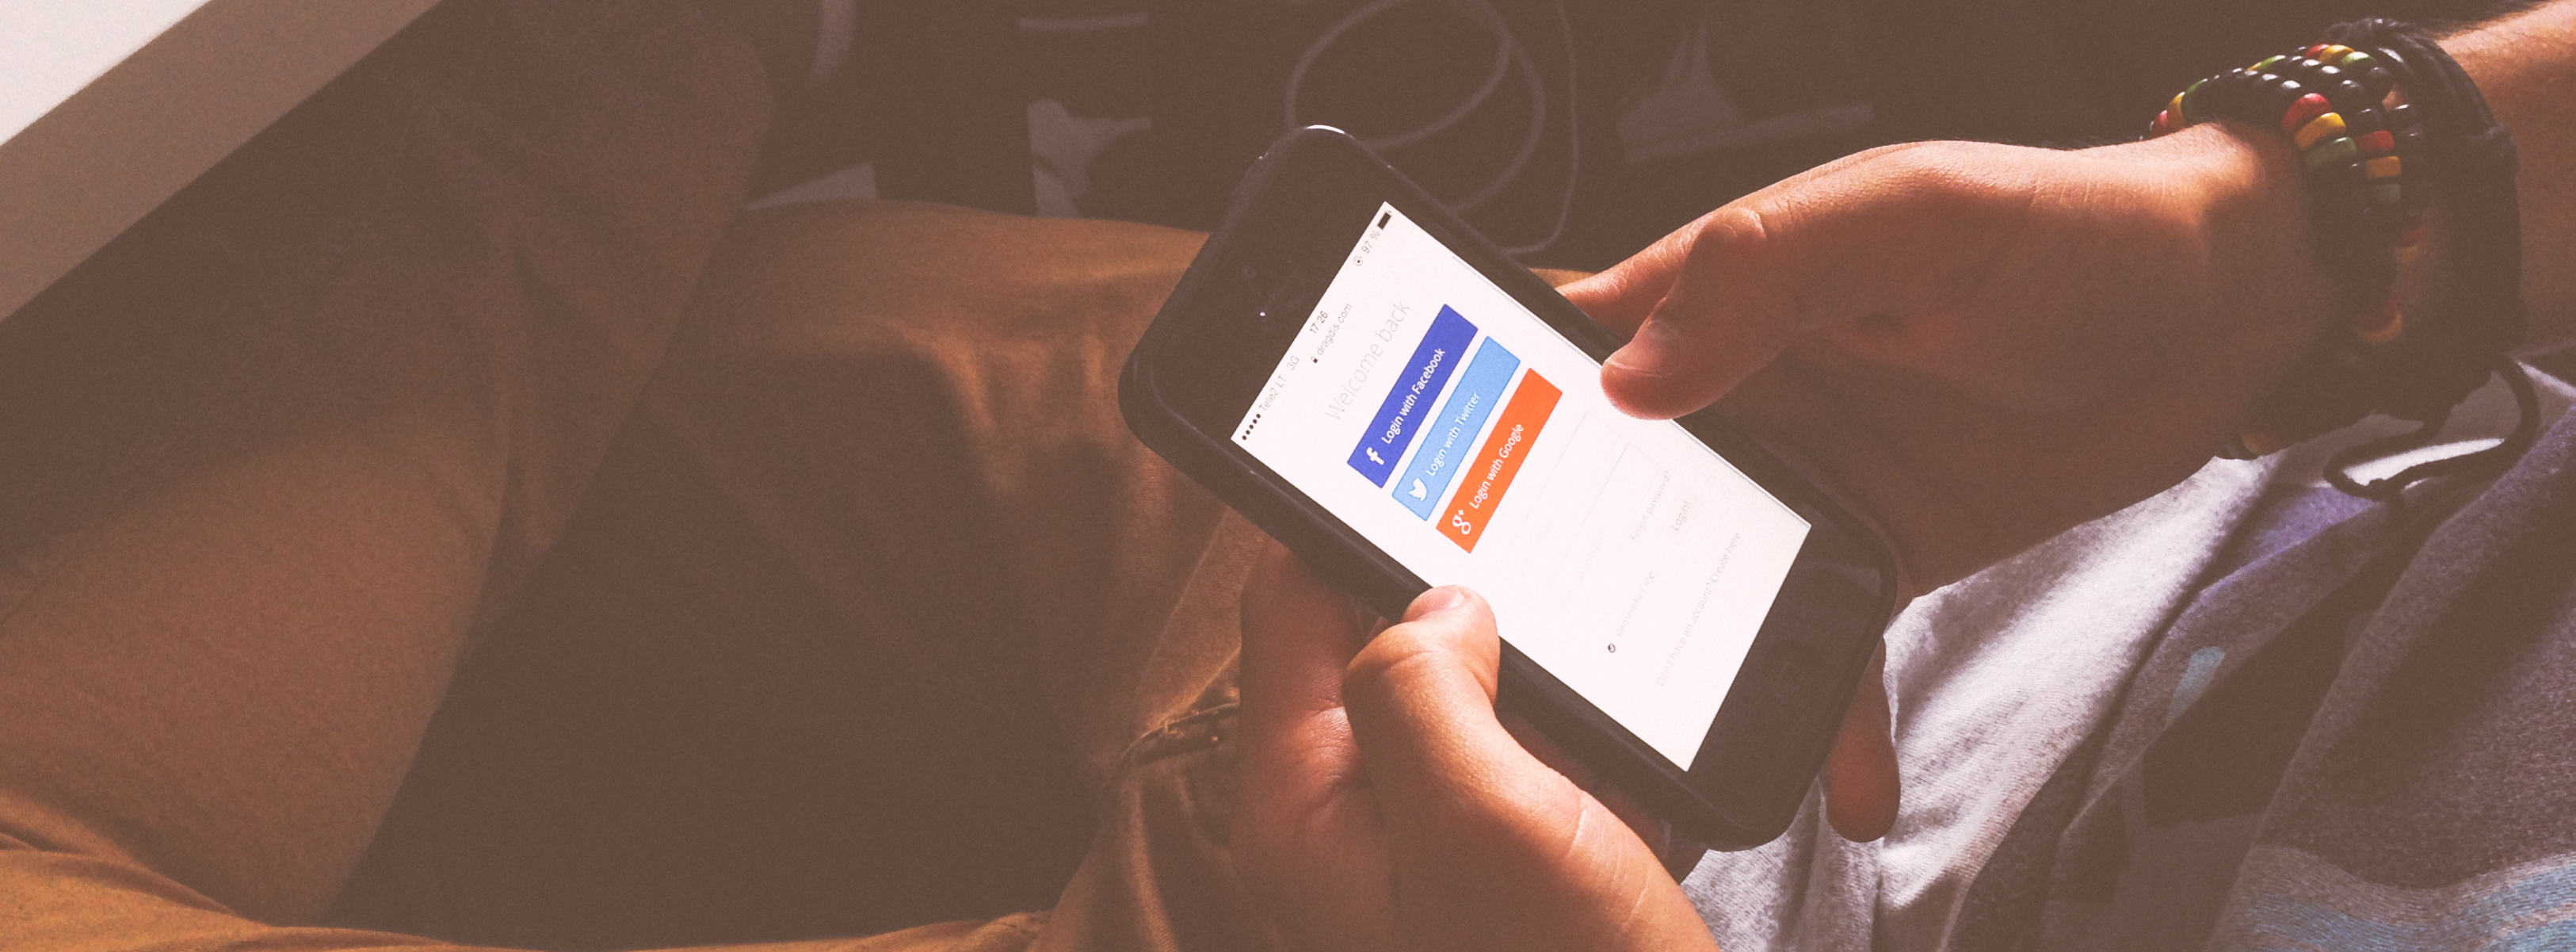 Tele2 LT 3G 17:26 97 %
dragdis.com
Welcome back
f Login with Facebook
Login with Twitter
g+ Login with Google
Forgot password?
Login!
Remember me
Don't have an account? Create here